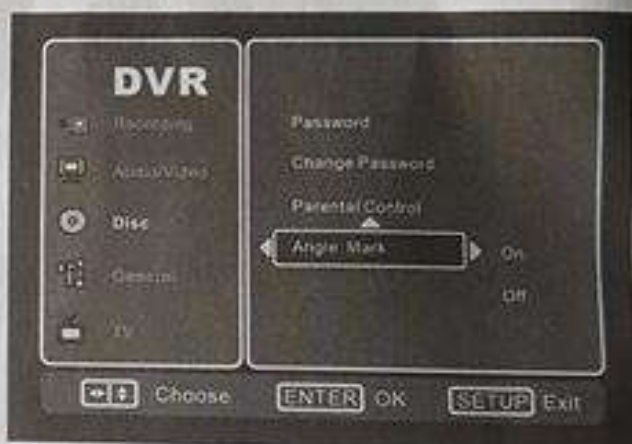 DVR
Recording
Audio/Video
Disc
General
TV
Password
Change Password
Parental Control
Angle Mark
On
Off
Choose
ENTER OK
SETUP Exit